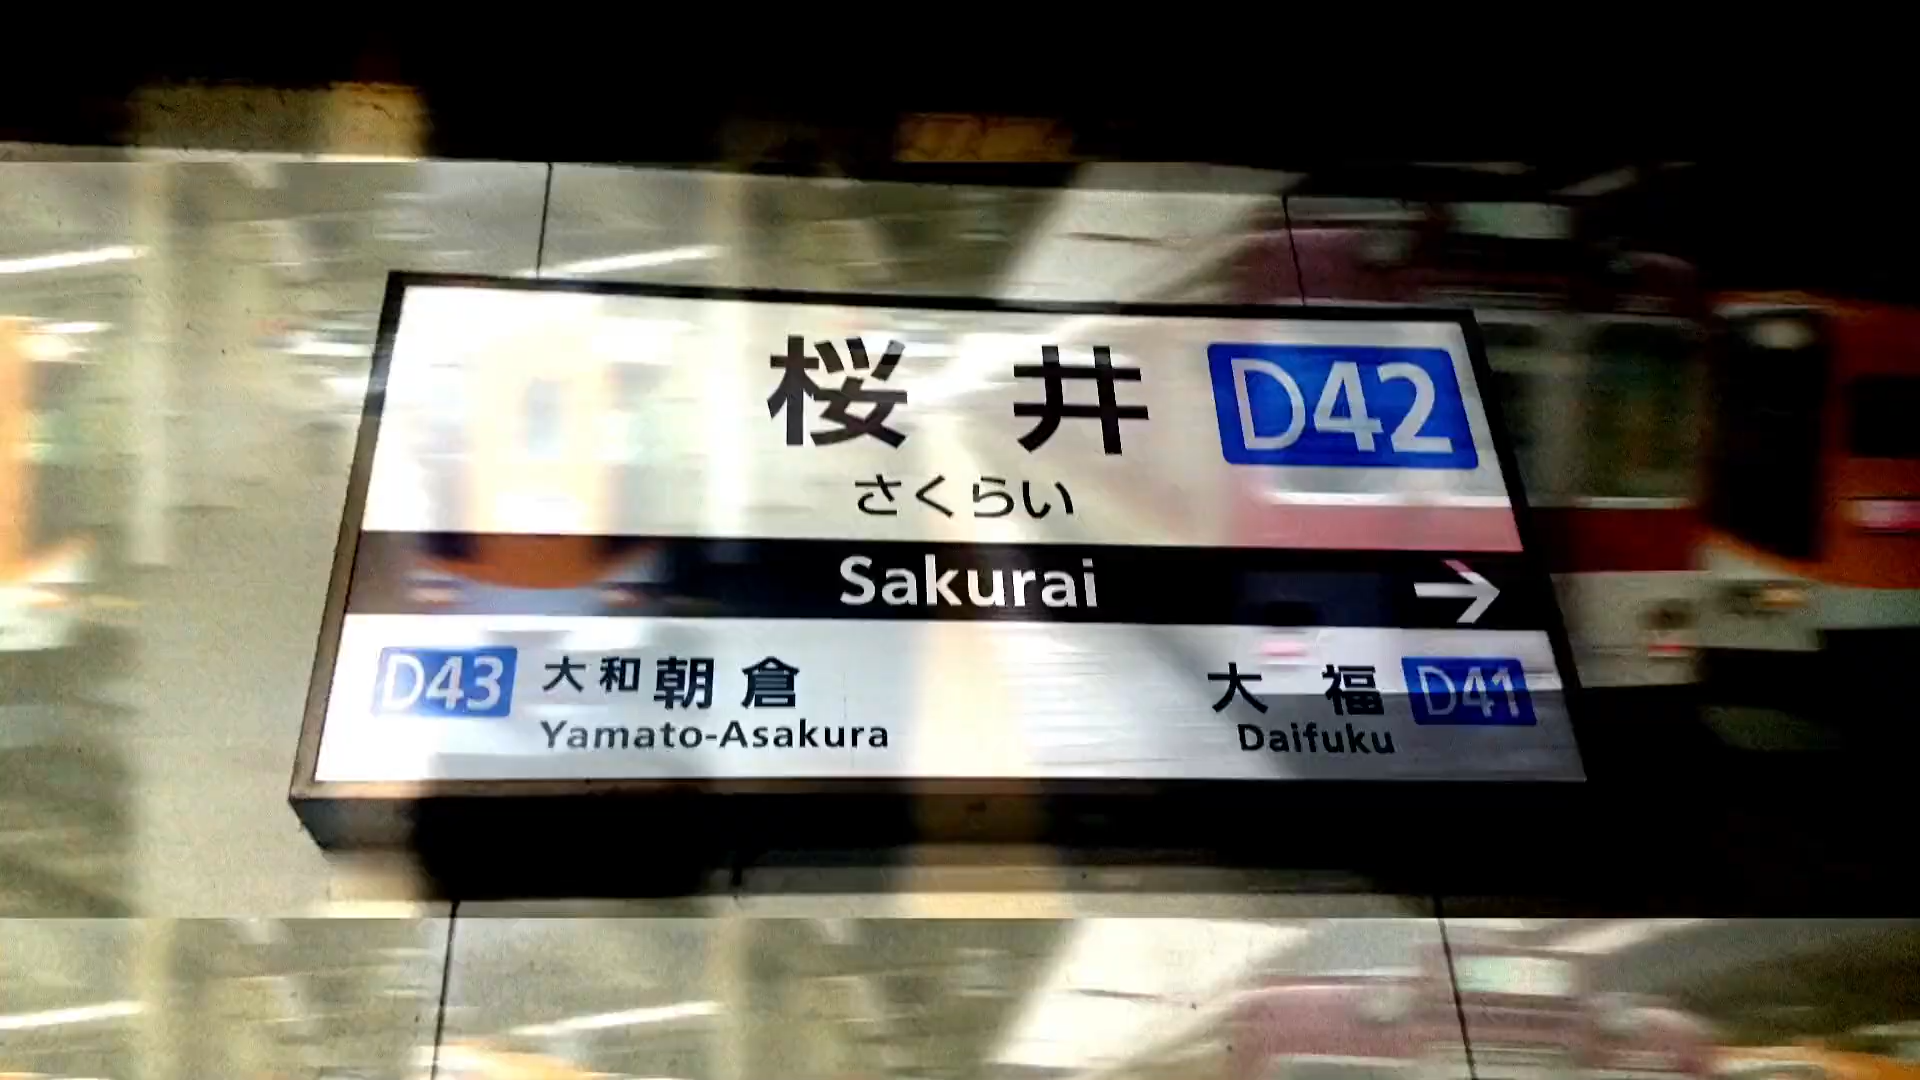 桜井 D42
さくらい
Sakurai →
D43 大和朝倉 大福 D41
Yamato-Asakura Daifuku